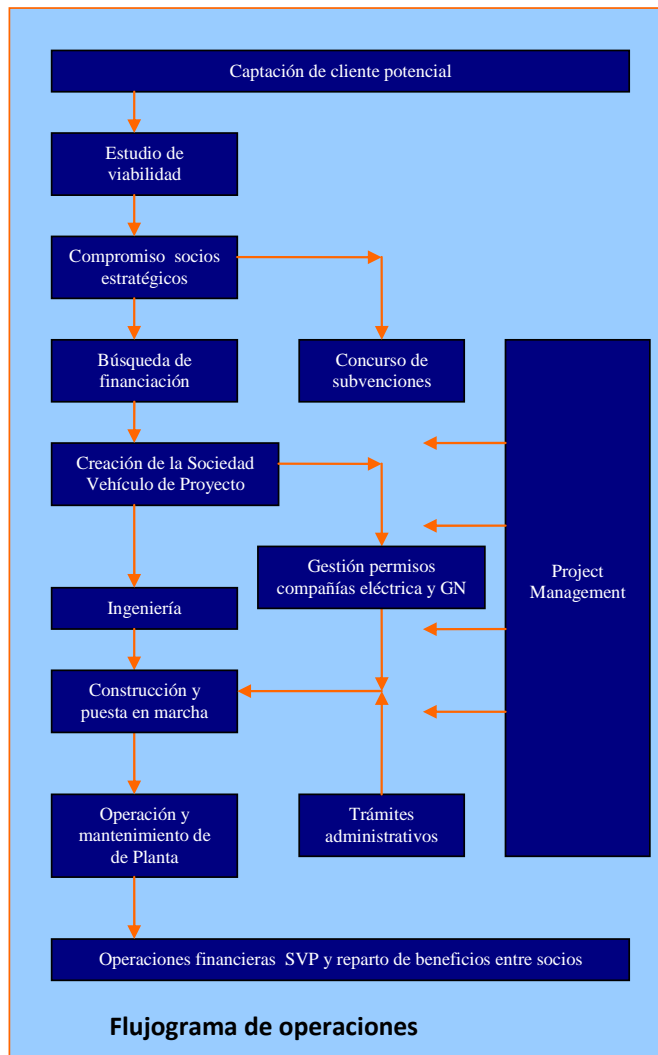 Captación de cliente potencial
Estudio de
viabilidad
Compromiso socios
estratégicos
Búsqueda de
financiación
Concurso de
subvenciones
Creación de la Sociedad
Vehículo de Proyecto
Gestión permisos
compañías eléctrica y GN
Project
Management
Ingeniería
Construcción y
puesta en marcha
Operación y
mantenimiento de
de Planta
Trámites
administrativos
Operaciones financieras SVP y reparto de beneficios entre socios
Flujograma de operaciones